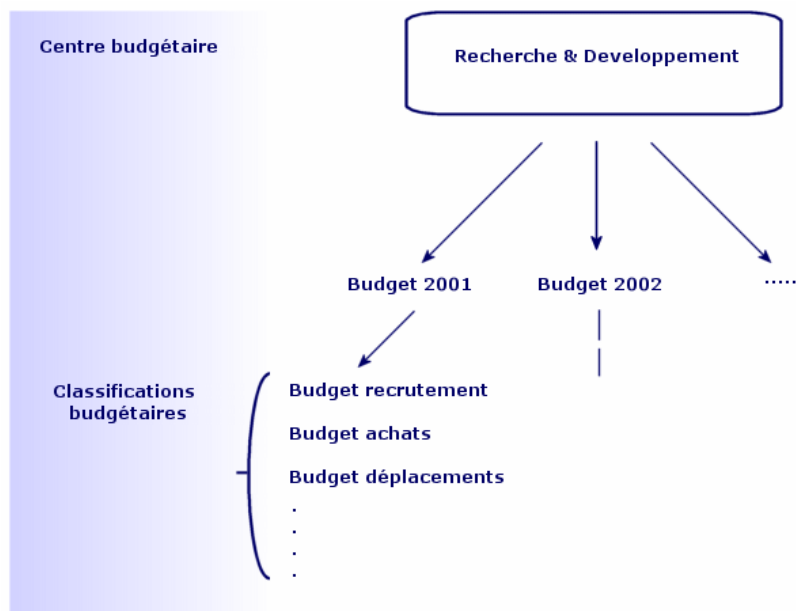 Centre budgétaire
Recherche & Developpement
Budget 2001
Budget 2002
.....
Classifications
budgétaires
Budget recrutement
Budget achats
Budget déplacements
.
.
.
.